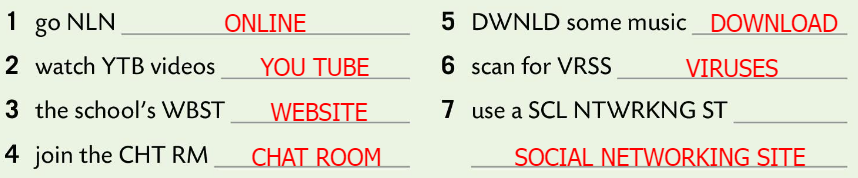 1 go NLN ONLINE
2 watch YTB videos YOU TUBE
3 the school's WBST WEBSITE
4 join the CHT RM CHAT ROOM
5 DWNLD some music DOWNLOAD
6 scan for VRSS VIRUSES
7 use a SCL NTWRKNG ST
SOCIAL NETWORKING SITE